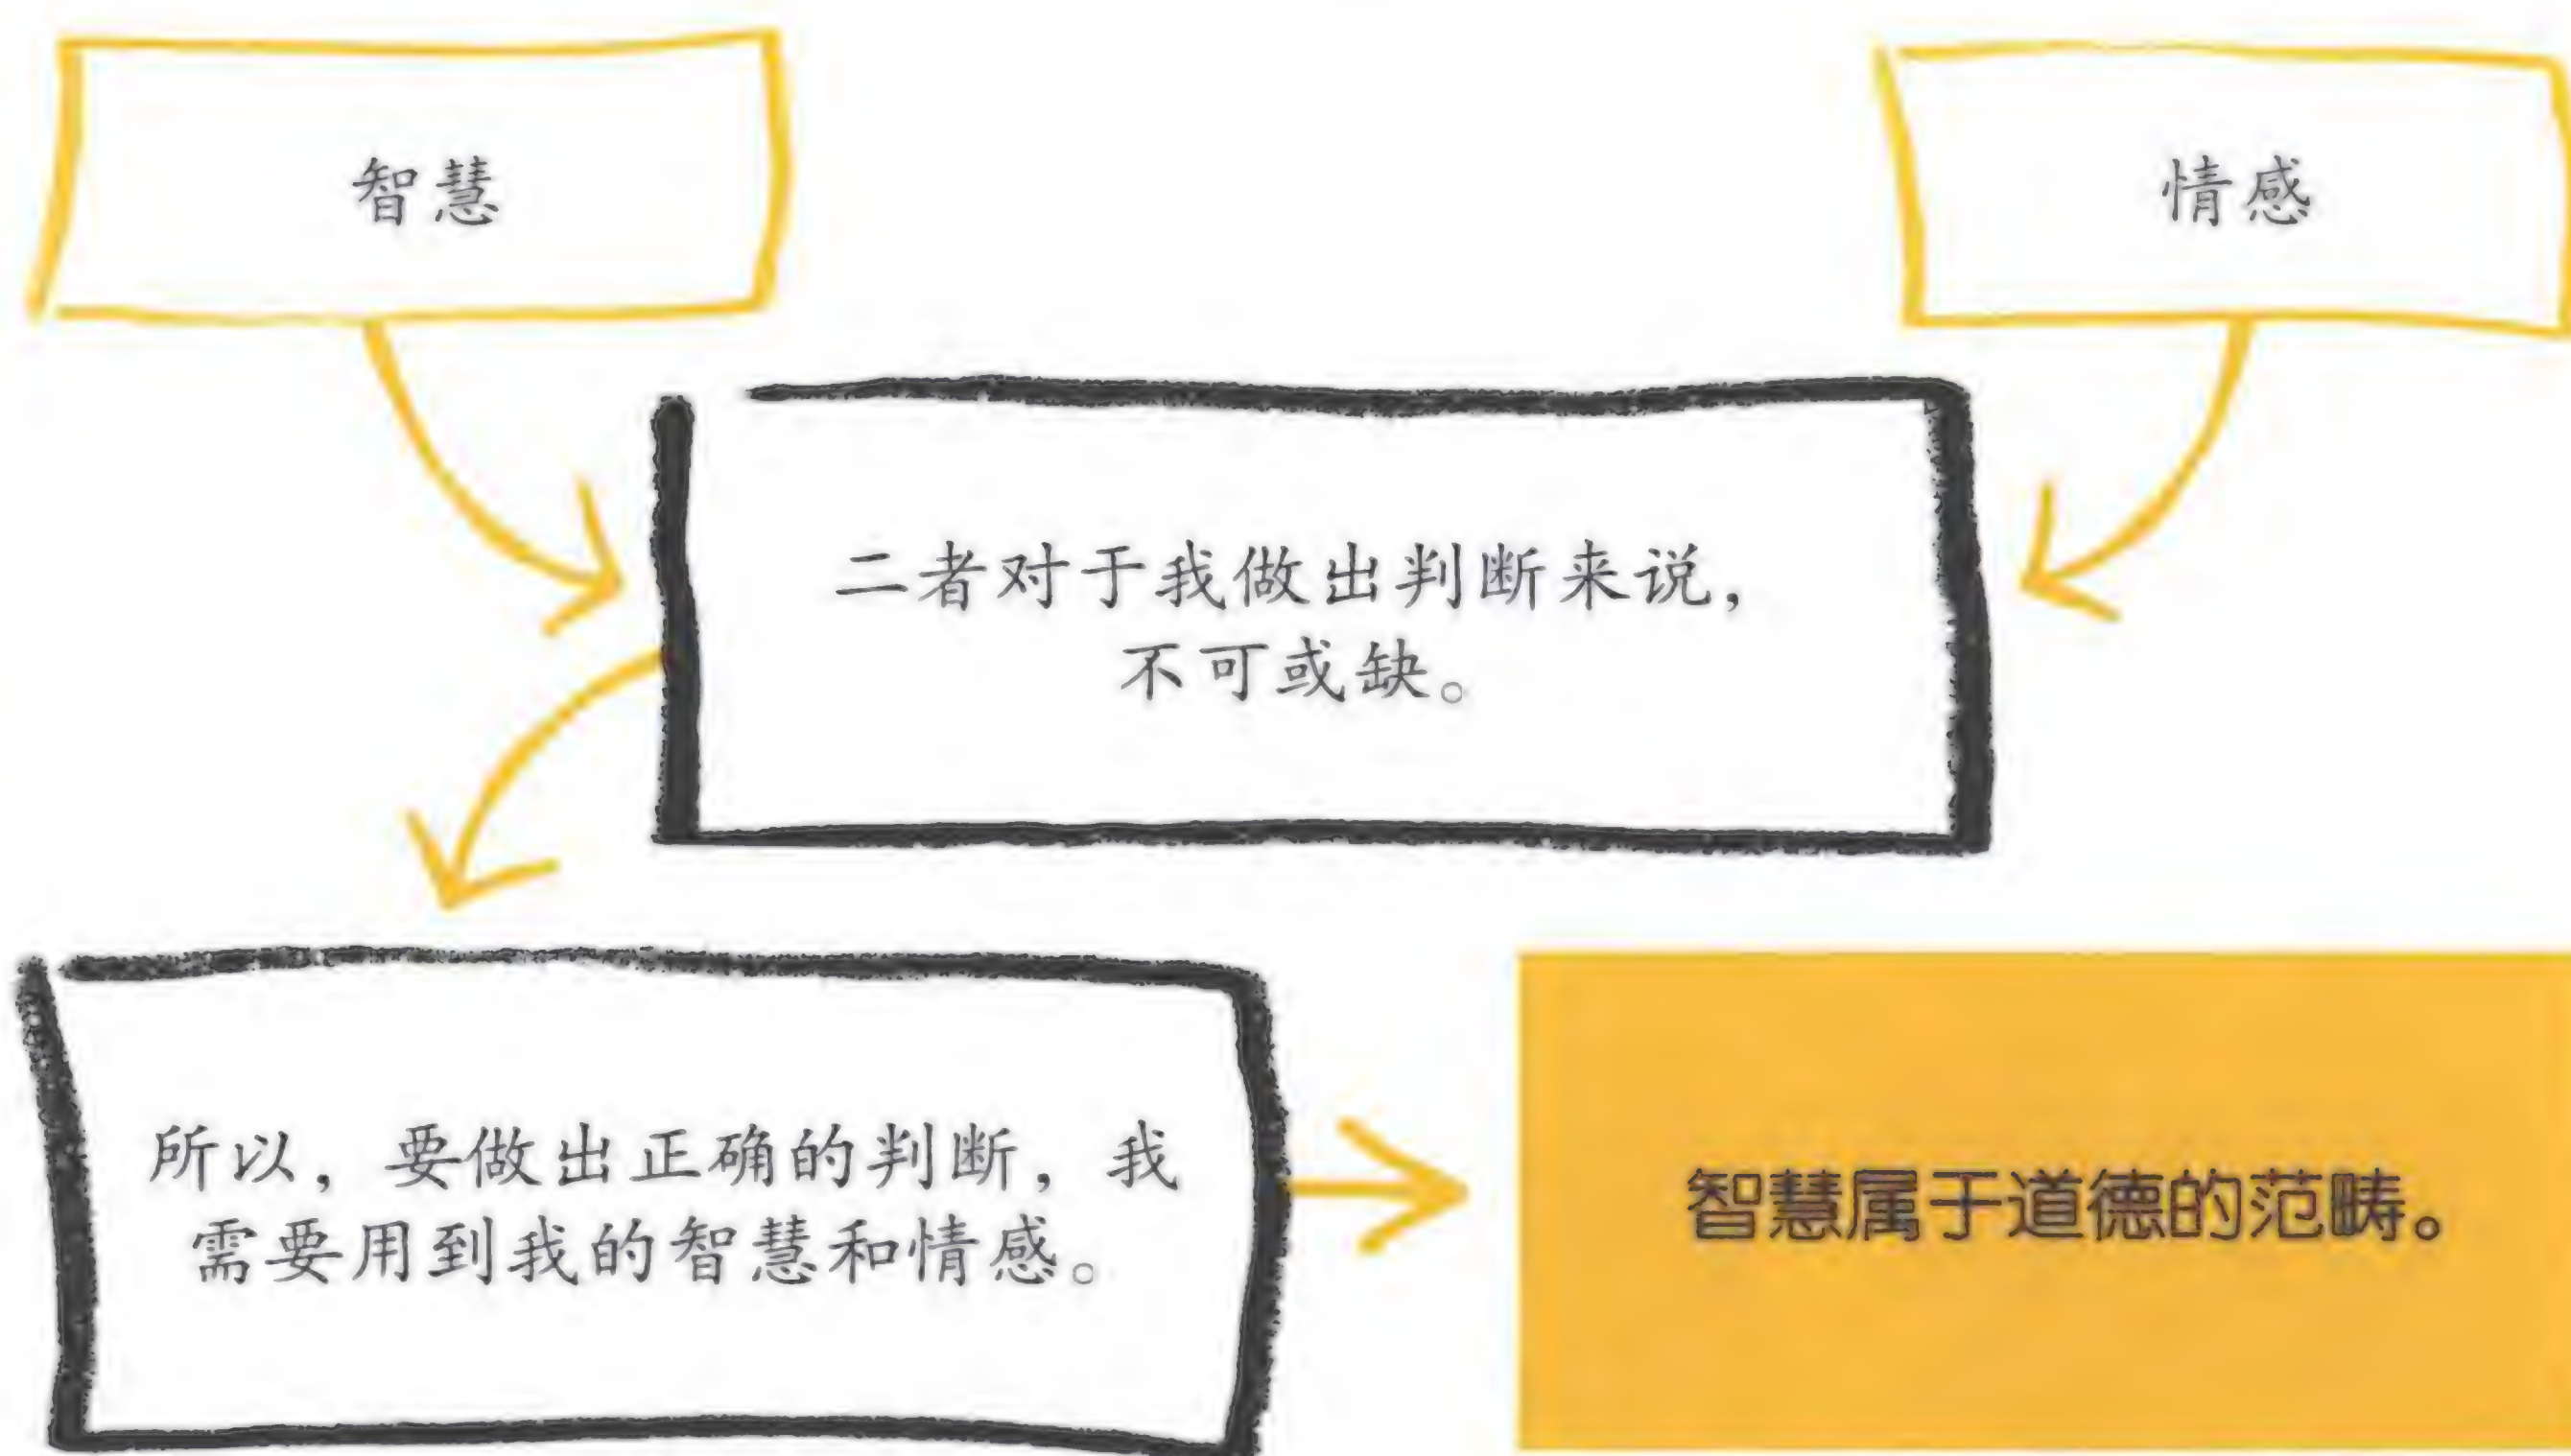 智慧
情感
二者对于我做出判断来说，
不可或缺。
所以，要做出正确的判断，我
需要用到我的智慧和情感。
智慧属于道德的范畴。